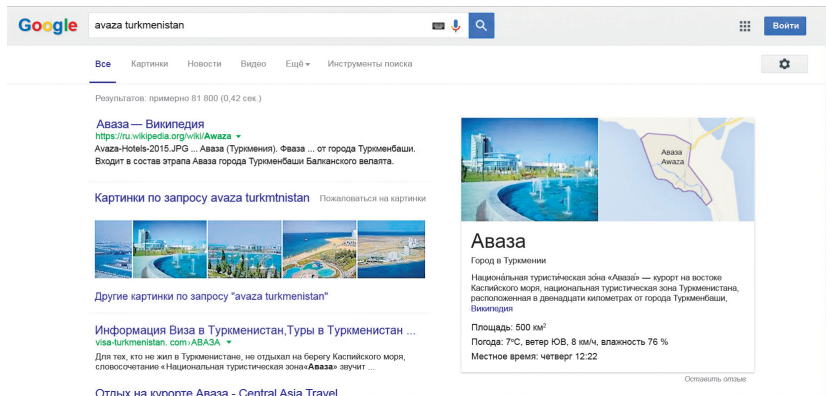 Google
avaza turkmenistan
Войти
Все Картинки Новости Видео Ещё Инструменты поиска
Результатов: примерно 81 800 (0,42 сек.)
Аваза — Википедия
https://ru.wikipedia.org/wiki/Awaza
Avaza-Hotels-2015.JPG ... Аваза (Туркмения). Фваза ... от города Туркменбаши.
Входит в состав этрапа Аваза города Туркменбаши Балканского велаята.
Картинки по запросу avaza turkmtnistan Пожаловаться на картинки
Другие картинки по запросу "avaza turkmenistan"
Информация Виза в Туркменистан,Туры в Туркменистан ...
visa-turkmenistan. com›АВАЗА
Для тех, кто не жил в Туркменистане, не отдыхал на берегу Каспийского моря,
словосочетание «Национальная туристическая зона«Аваза» звучит ...
Отдых на курорте Аваза - Central Asia Travel
Аваза
Awaza
Аваза
Город в Туркмении
Национа́льная туристи́ческая зо́на «Аваза́» — курорт на востоке
Каспийского моря, национальная туристическая зона Туркменистана,
расположенная в двенадцати километрах от города Туркменбаши,
Википедия
Площадь: 500 км²
Погода: 7°C, ветер ЮВ, 8 км/ч, влажность 76 %
Местное время: четверг 12:22
Оставить отзыв